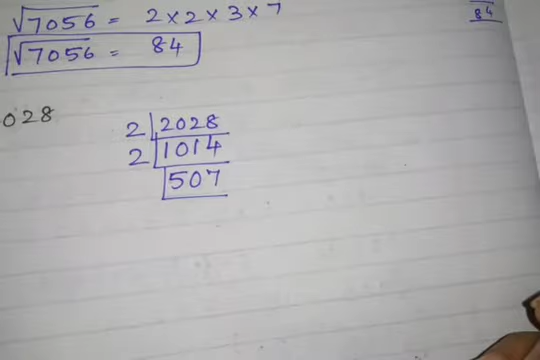 √7056 = 2 × 2 × 3 × 7
84
√7056 = 84
028
2 | 2028
2 | 1014
507